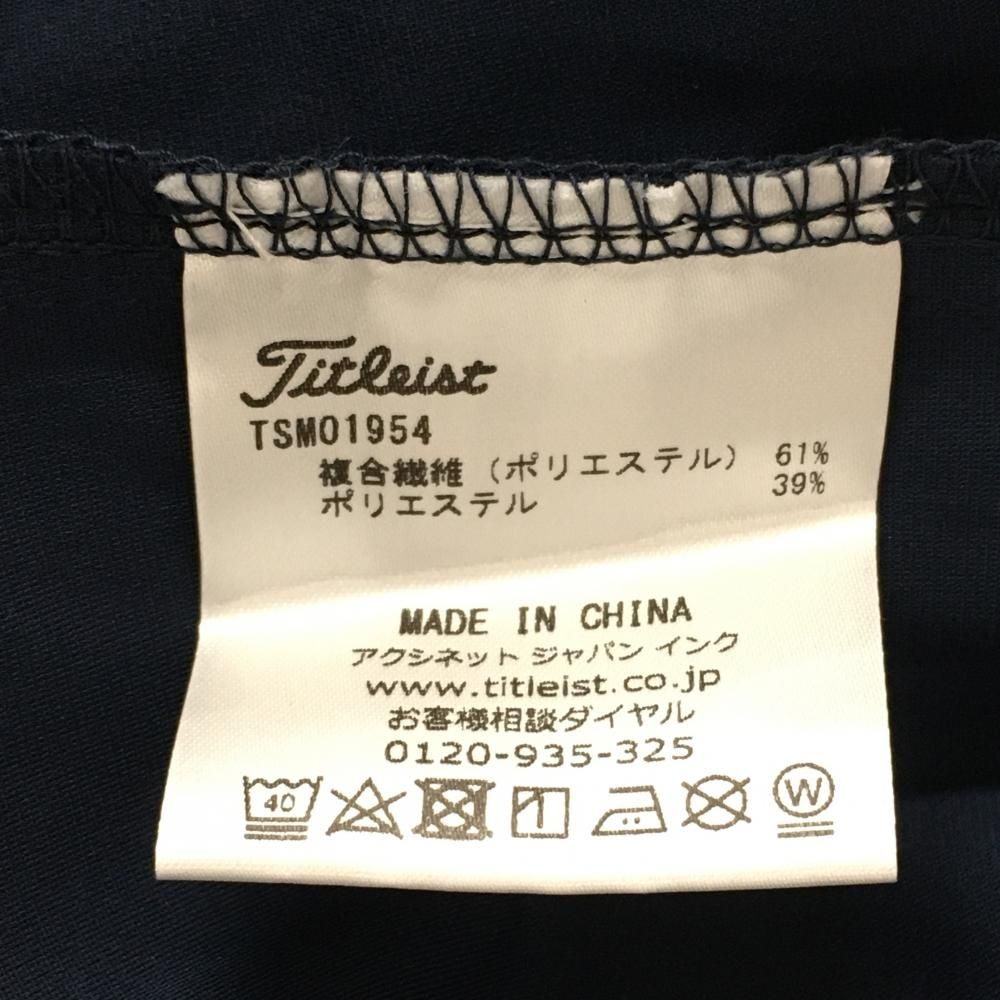 Titleist
TSM01954
複合繊維（ポリエステル） 61%
ポリエステル 39%
MADE IN CHINA
アクシネット ジャパン インク
www.titleist.co.jp
お客様相談ダイヤル
0120-935-325
40 W